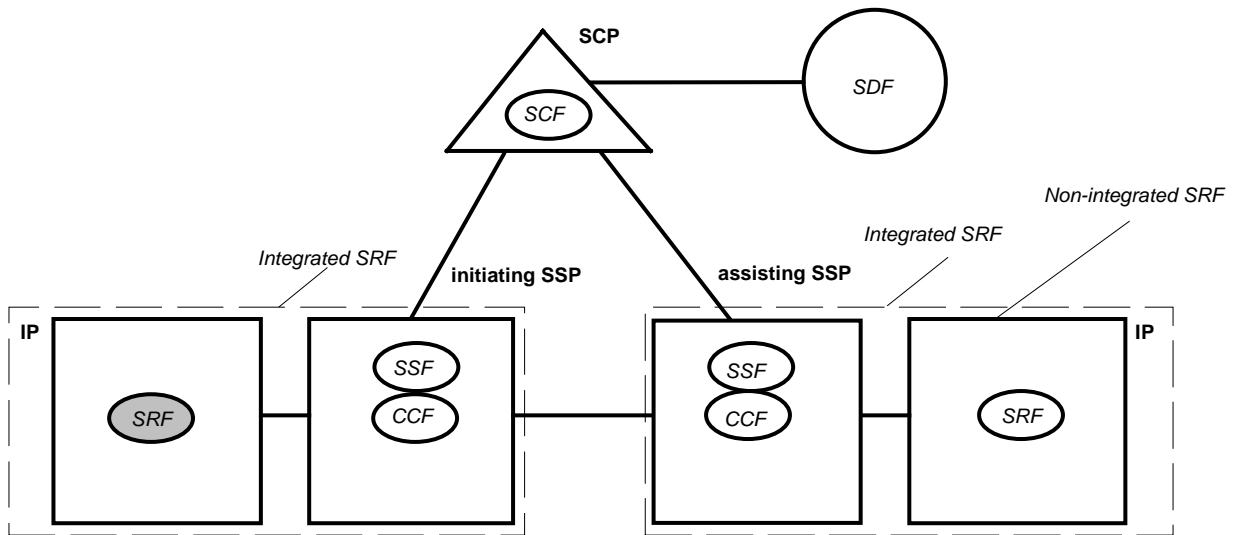 SCP
SDF
SCF
Non-integrated SRF
Integrated SRF
Integrated SRF
initiating SSP
assisting SSP
IP
IP
SSF
SSF
SRF
CCF
CCF
SRF